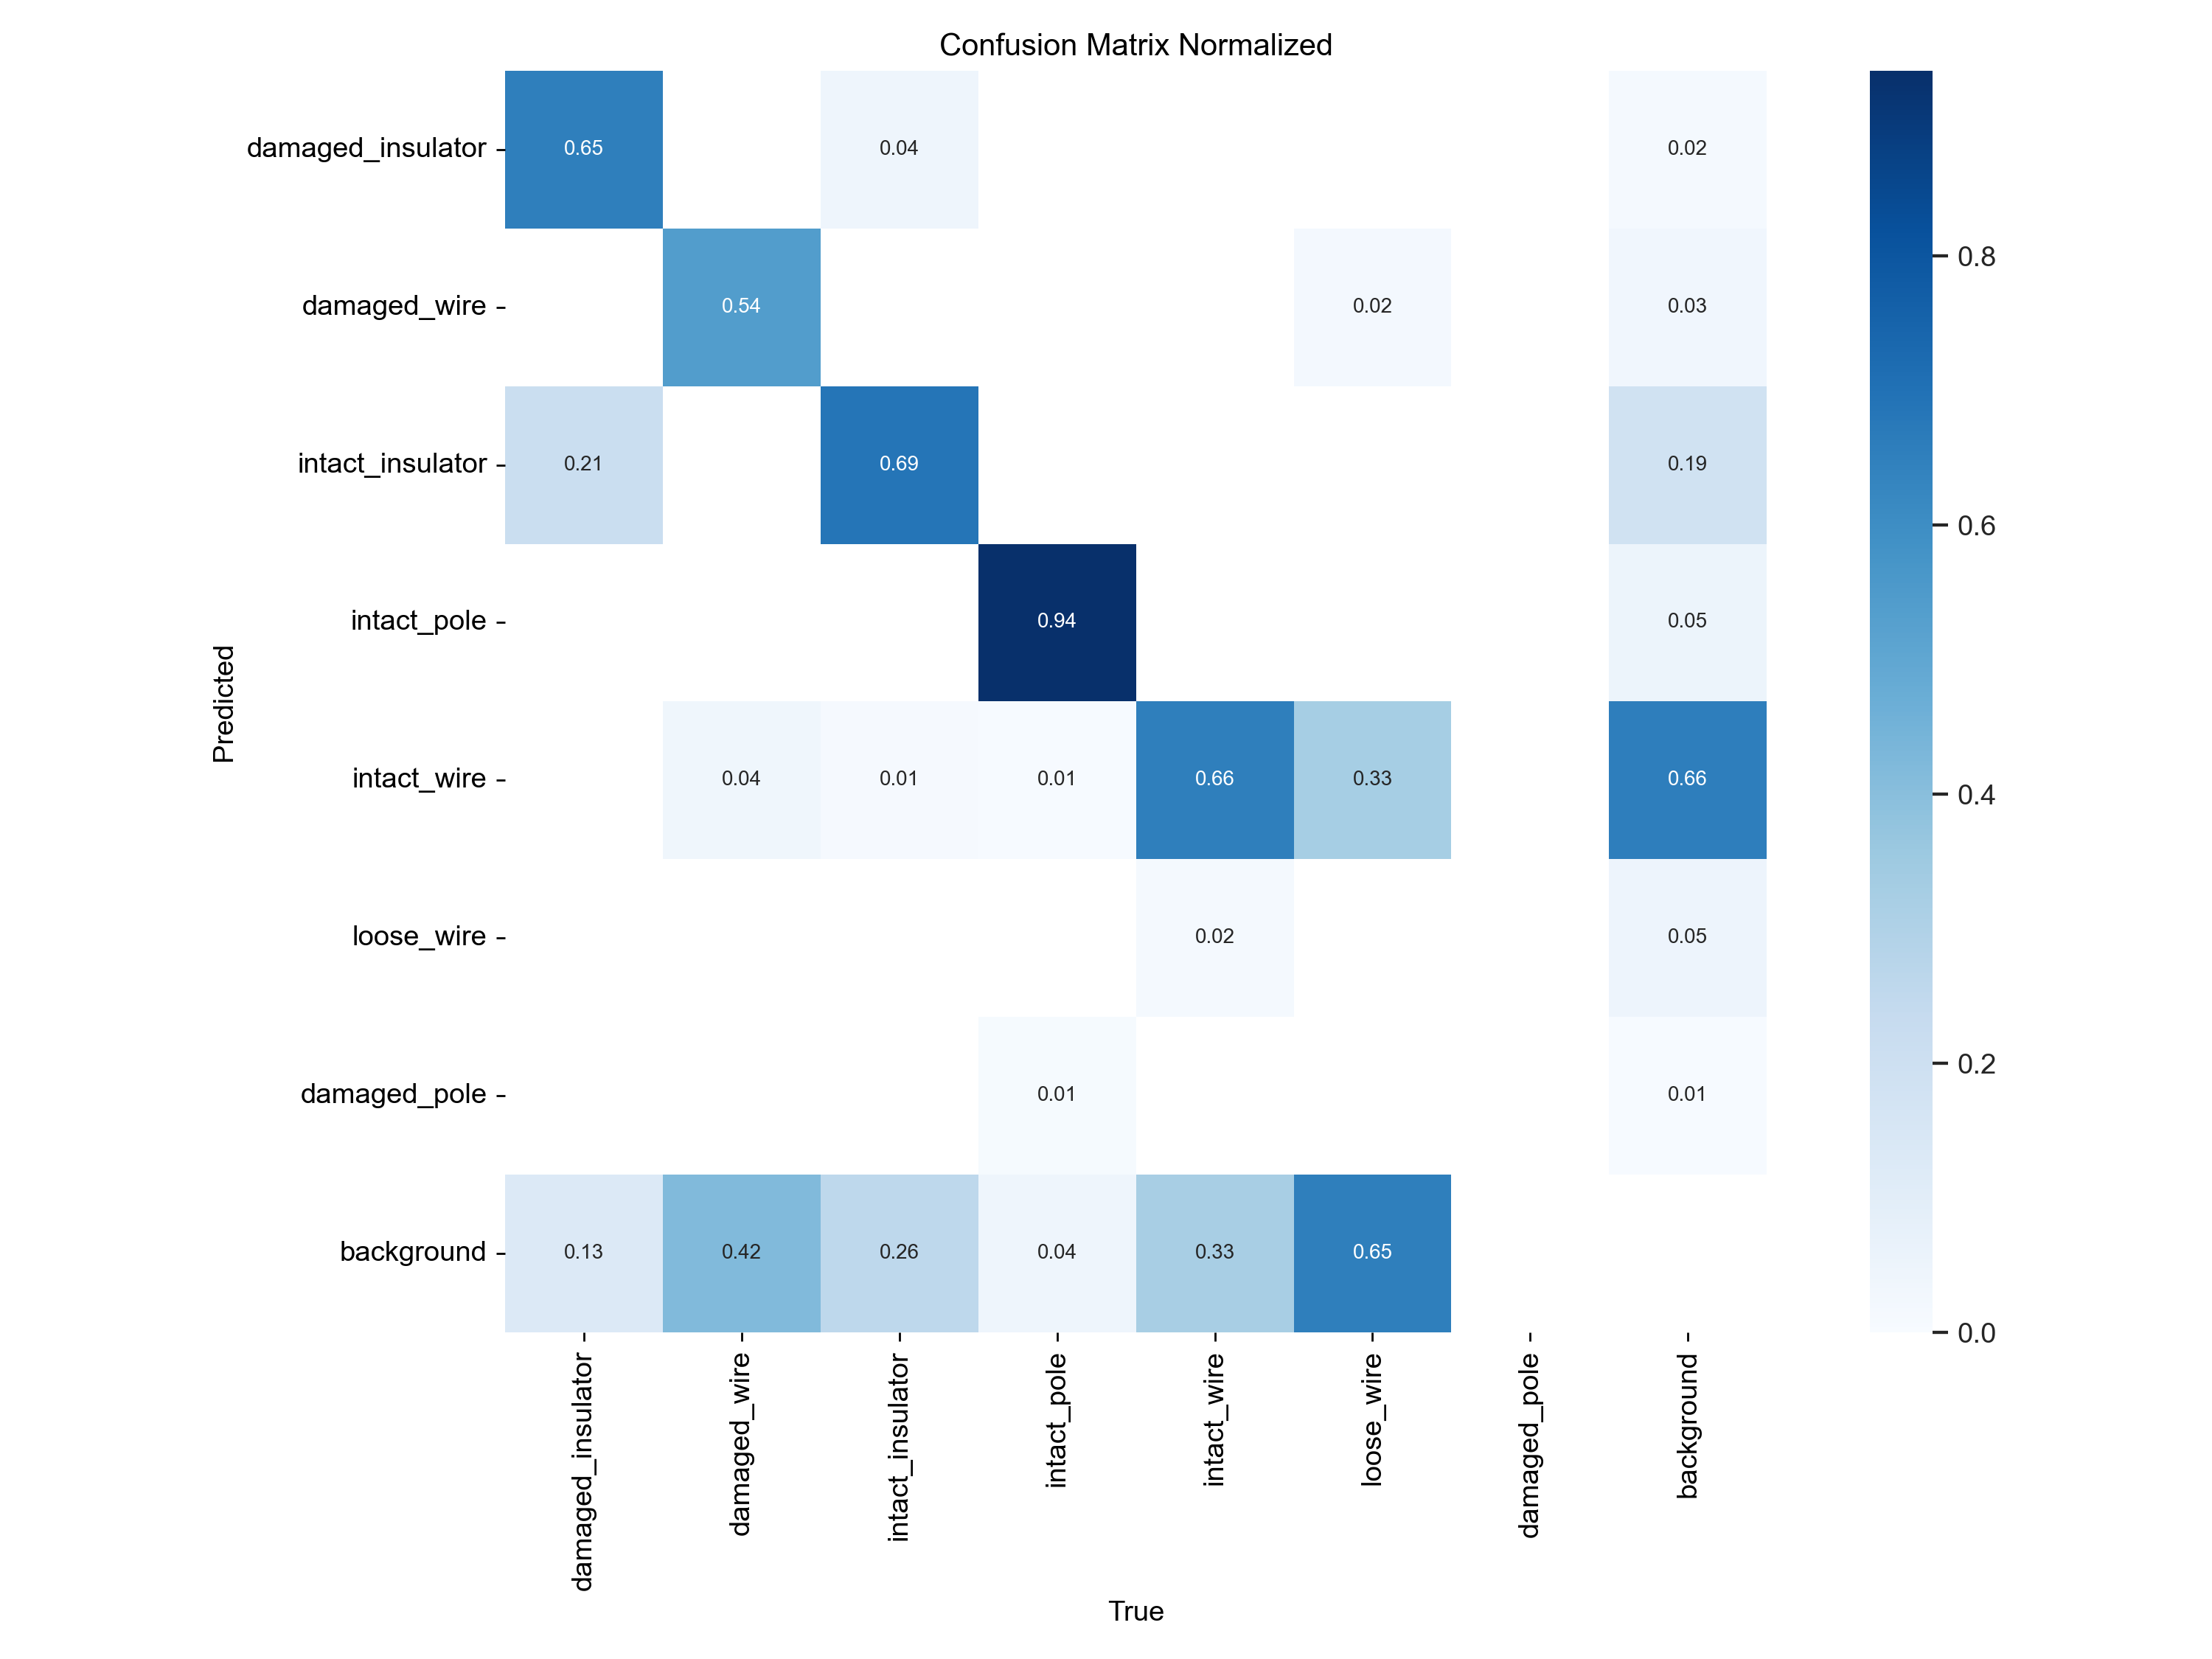 Confusion Matrix Normalized
damaged_insulator 0.65 0.04 0.02
damaged_wire 0.54 0.02 0.03
intact_insulator 0.21 0.69 0.19
intact_pole 0.94 0.05
intact_wire 0.04 0.01 0.01 0.66 0.33 0.66
loose_wire 0.02 0.05
damaged_pole 0.01 0.01
background 0.13 0.42 0.26 0.04 0.33 0.65
Predicted
damaged_insulator
damaged_wire
intact_insulator
intact_pole
intact_wire
loose_wire
damaged_pole
background
True
0.8
0.6
0.4
0.2
0.0